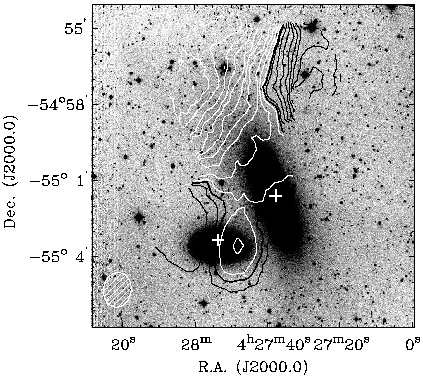 55′
−54°58′
−55° 1′
−55° 4′
Dec. (J2000.0)
20ˢ 28ᵐ 4ʰ27ᵐ40ˢ 27ᵐ20ˢ 0ˢ
R.A. (J2000.0)